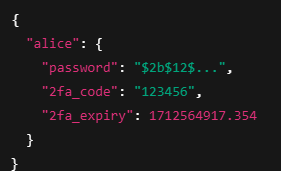 {
"alice": {
"password": "$2b$12$...",
"2fa_code": "123456",
"2fa_expiry": 1712564917.354
}
}